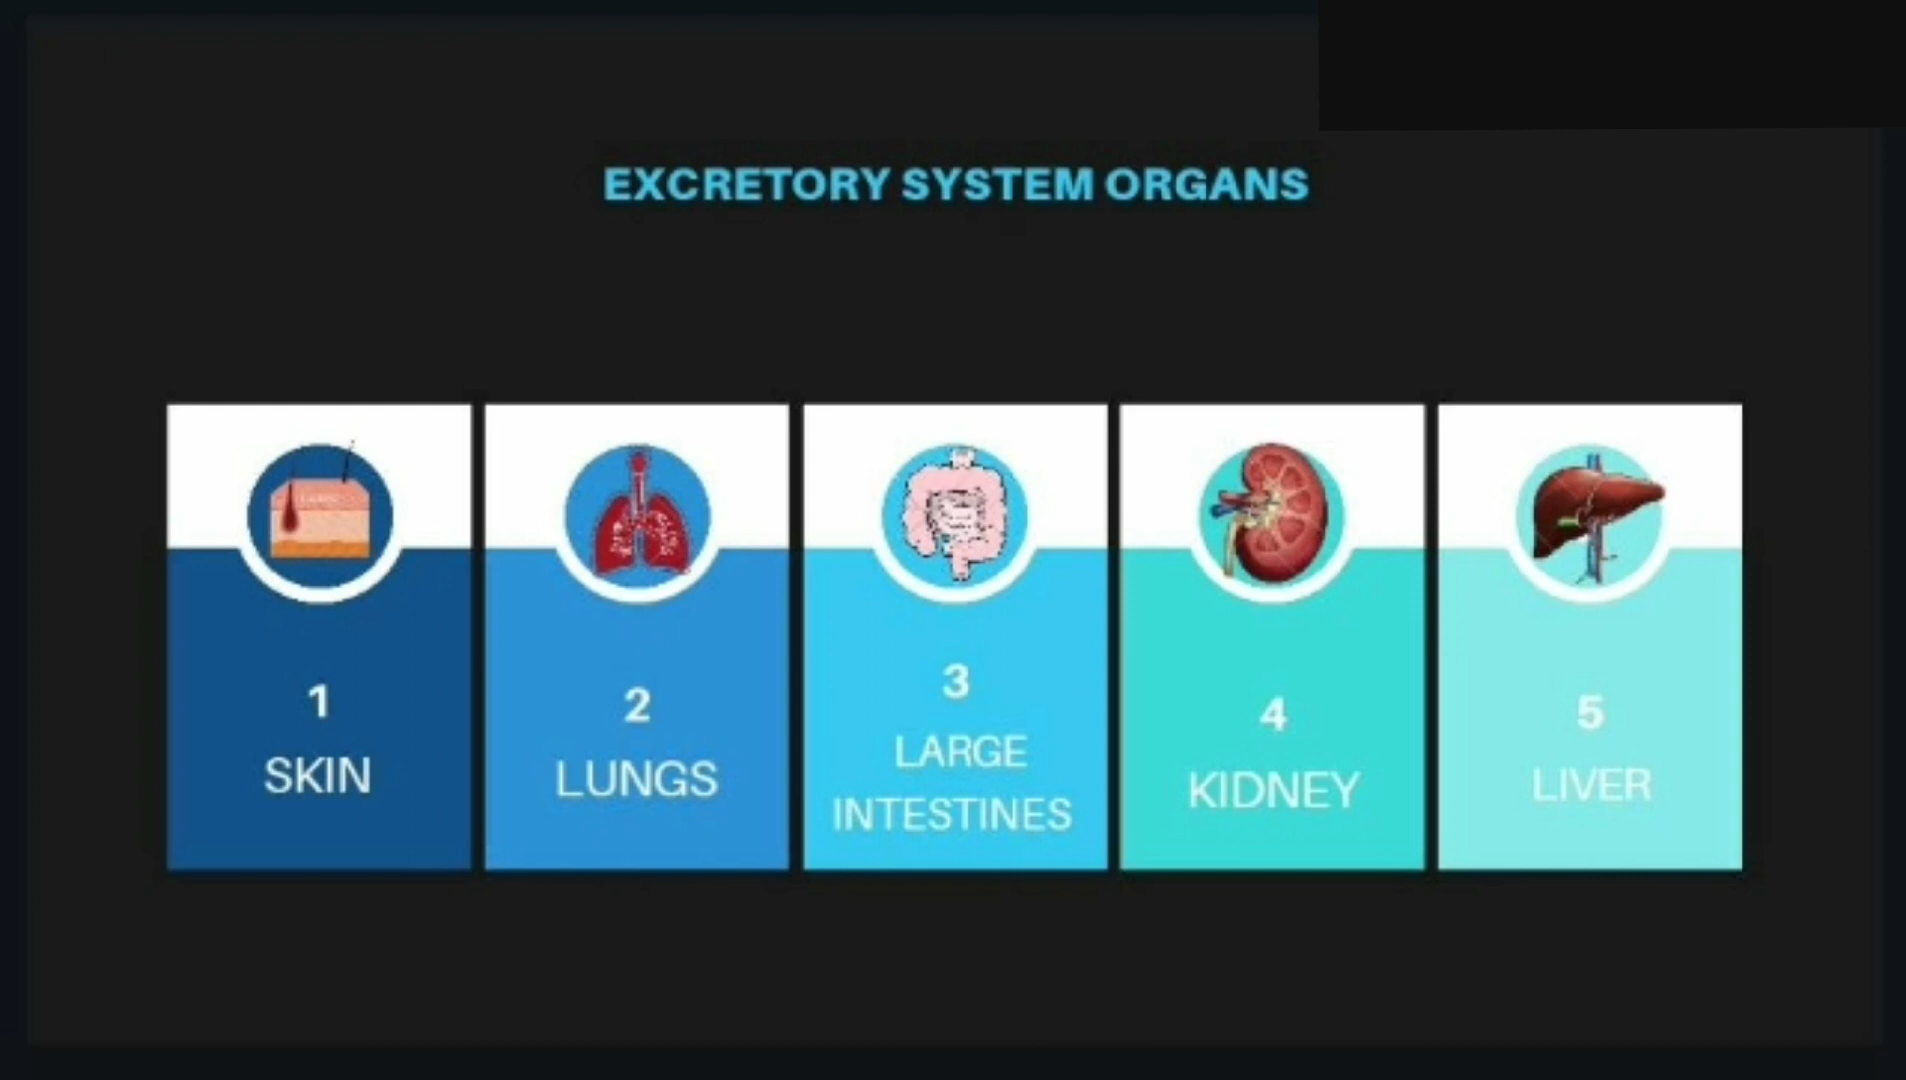 EXCRETORY SYSTEM ORGANS
1
SKIN
2
LUNGS
3
LARGE
INTESTINES
4
KIDNEY
5
LIVER